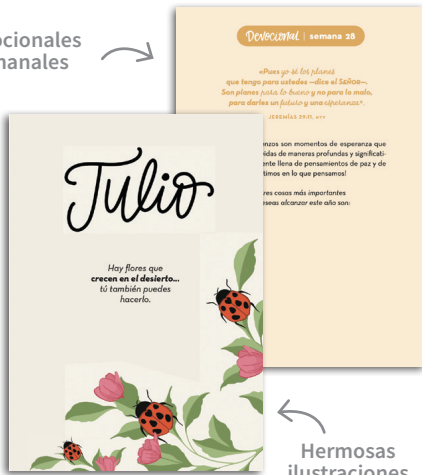 ocionales
manales
Devocional | semana 28
«Pues yo sé los planes
que tengo para ustedes —dice el SEÑOR—.
Son planes para lo bueno y no para lo malo,
para darles un futuro y una esperanza».
JEREMÍAS 29:11, NTV
enzos son momentos de esperanza que
idas de maneras profundas y significati-
ente llena de pensamientos de paz y de
timos en lo que pensamos!
res cosas más importantes
eseas alcanzar este año son:
Julio
Hay flores que
crecen en el desierto...
tú también puedes
hacerlo.
Hermosas
ilustraciones